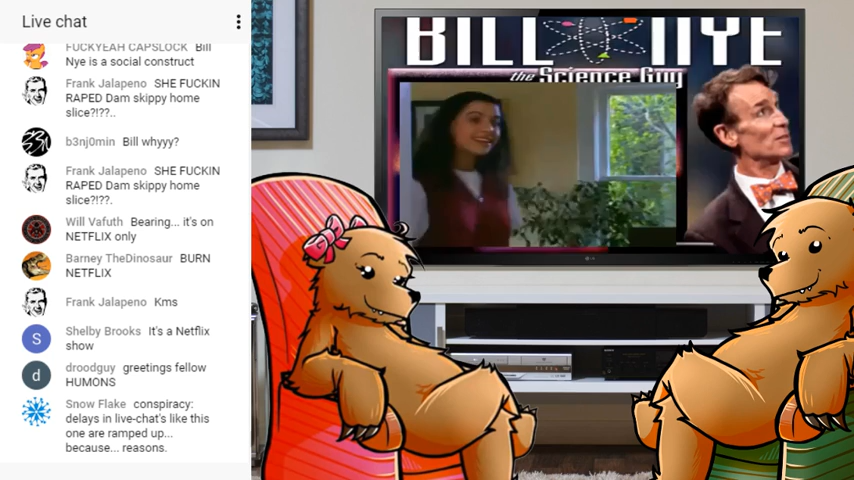 Live chat
FUCKYEAH CAPSLOCK Bill
Nye is a social construct
Frank Jalapeno SHE FUCKIN
RAPED Dam skippy home
slice?!??..
b3nj0min Bill whyyy?
Frank Jalapeno SHE FUCKIN
RAPED Dam skippy home
slice?!??.
Will Vafuth Bearing... it's on
NETFLIX only
Barney TheDinosaur BURN
NETFLIX
Frank Jalapeno Kms
Shelby Brooks It's a Netflix
show
droodguy greetings fellow
HUMONS
Snow Flake conspiracy:
delays in live-chat's like this
one are ramped up...
because... reasons.
BILL NYE
the Science Guy
S
d
LG